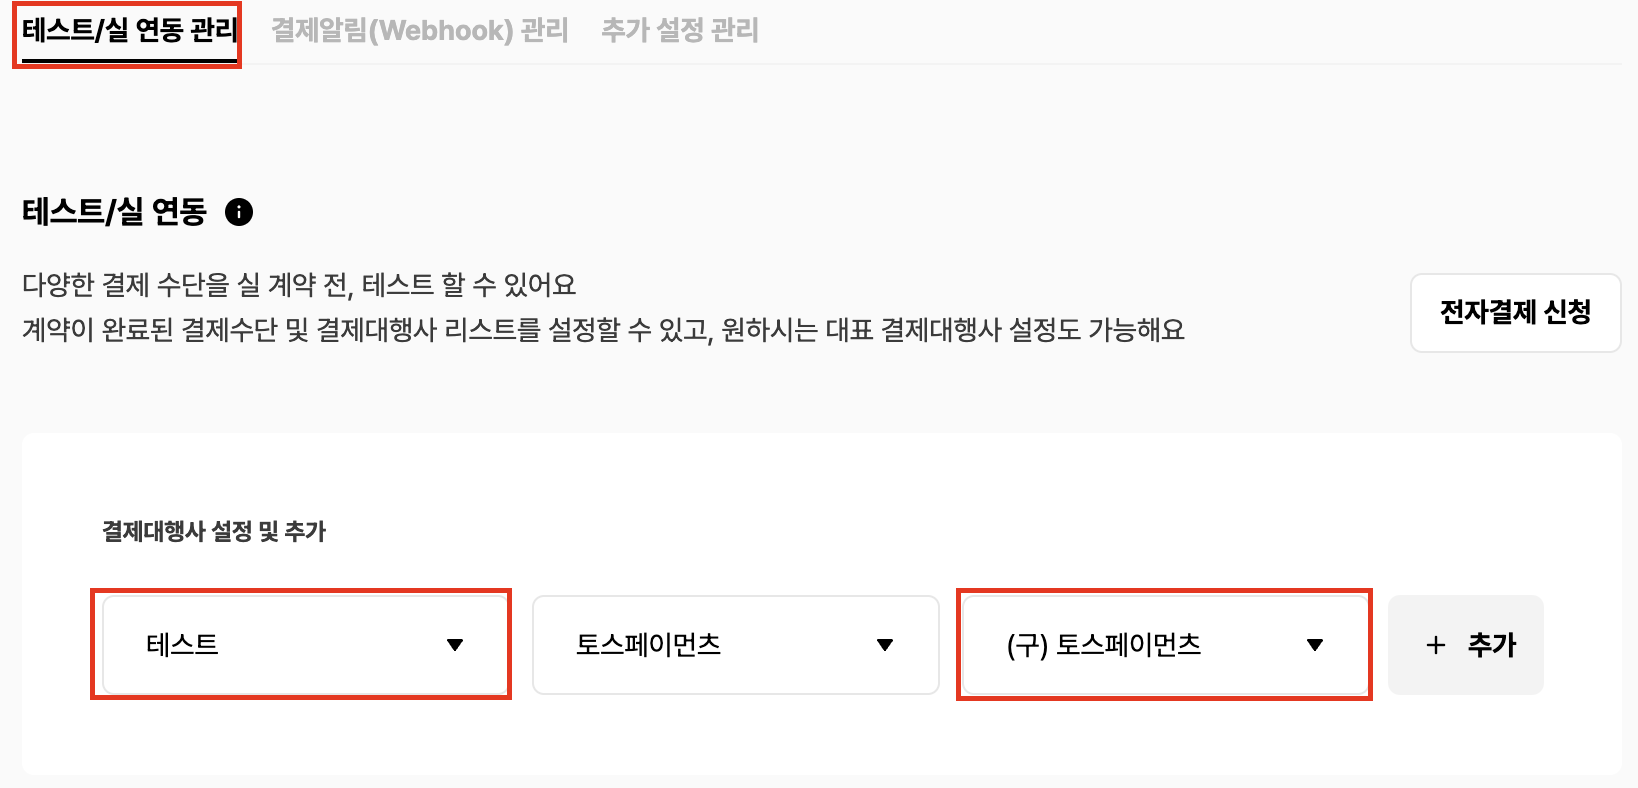 테스트/실 연동 관리 결제알림(Webhook) 관리 추가 설정 관리
테스트/실 연동
다양한 결제 수단을 실 계약 전, 테스트 할 수 있어요
계약이 완료된 결제수단 및 결제대행사 리스트를 설정할 수 있고, 원하시는 대표 결제대행사 설정도 가능해요
전자결제 신청
결제대행사 설정 및 추가
테스트 토스페이먼츠 (구) 토스페이먼츠 + 추가